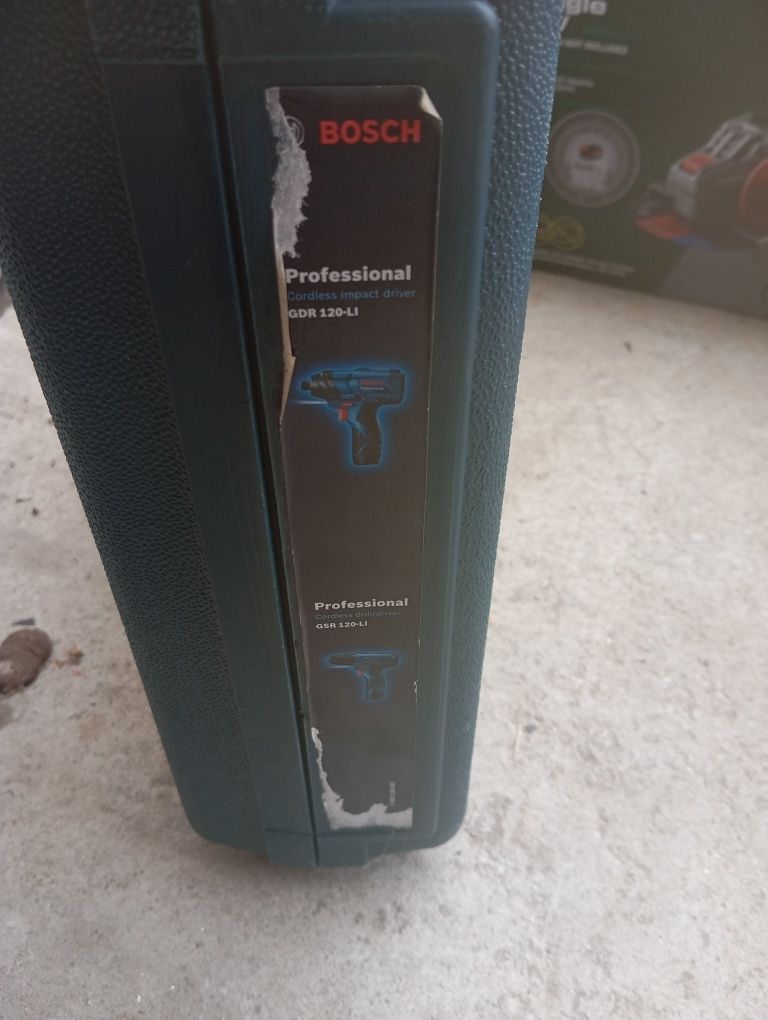 BOSCH
Professional
Cordless impact driver
GDR 120-LI
Professional
Cordless drill/driver
GSR 120-LI